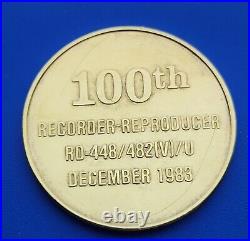 100th
RECORDER-REPRODUCER
RD-448/482(V)/U
DECEMBER 1983